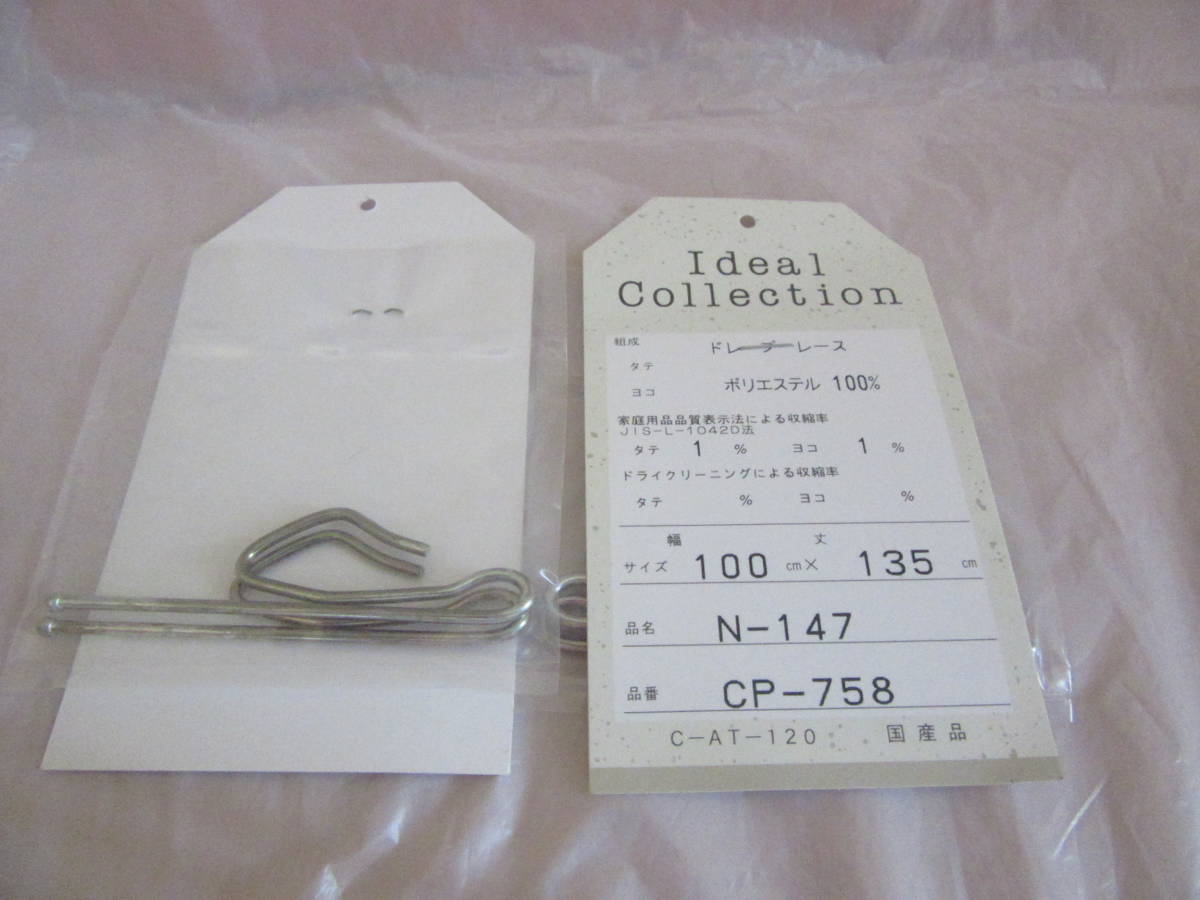 Ideal
Collection
組成
ドレープ・レース
タテ
ヨコ
ポリエステル 100%
家庭用品品質表示法による収縮率
JIS-L-1042D法
タテ 1 % ヨコ 1 %
ドライクリーニングによる収縮率
タテ % ヨコ %
幅 丈
サイズ 100 cm× 135 cm
品名 N-147
品番 CP-758
C-AT-120 国産品